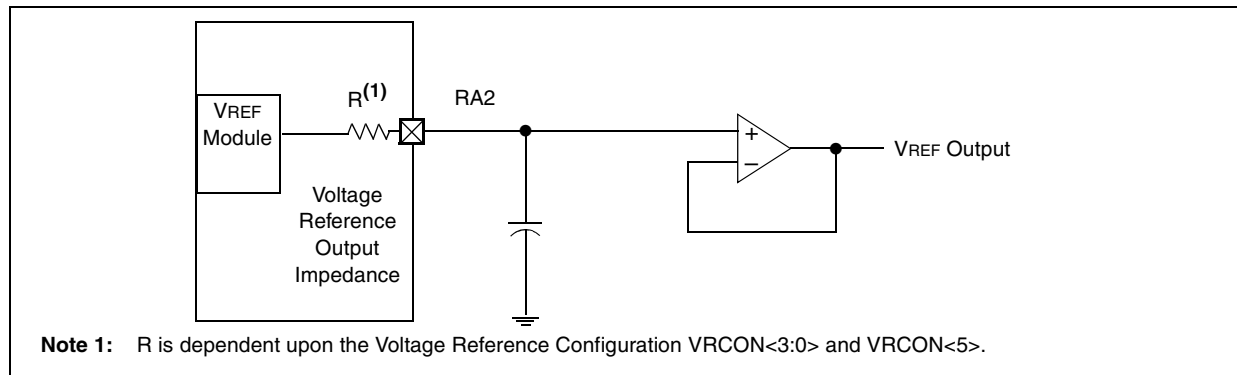 VREF
Module
R(1)
RA2
Voltage
Reference
Output
Impedance
+
–
VREF Output
Note 1: R is dependent upon the Voltage Reference Configuration VRCON<3:0> and VRCON<5>.